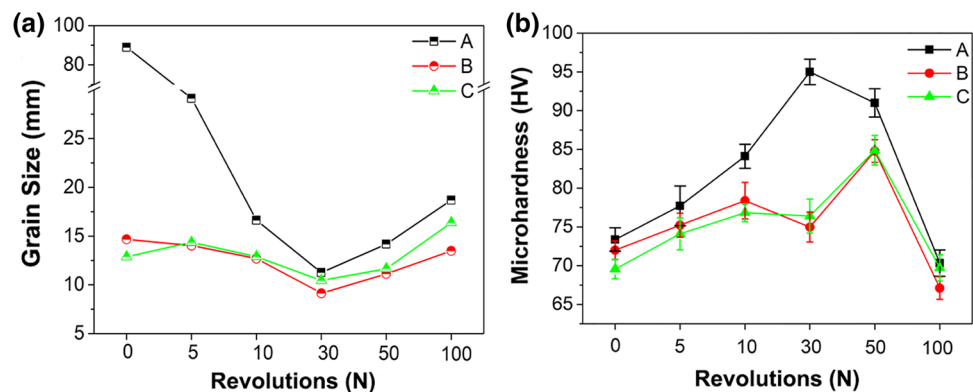 (a)
Grain Size (mm)
100
80
25
20
15
10
5
0 5 10 30 50 100
Revolutions (N)
A
B
C
(b)
Microhardness (HV)
100
95
90
85
80
75
70
65
0 5 10 30 50 100
Revolutions (N)
A
B
C